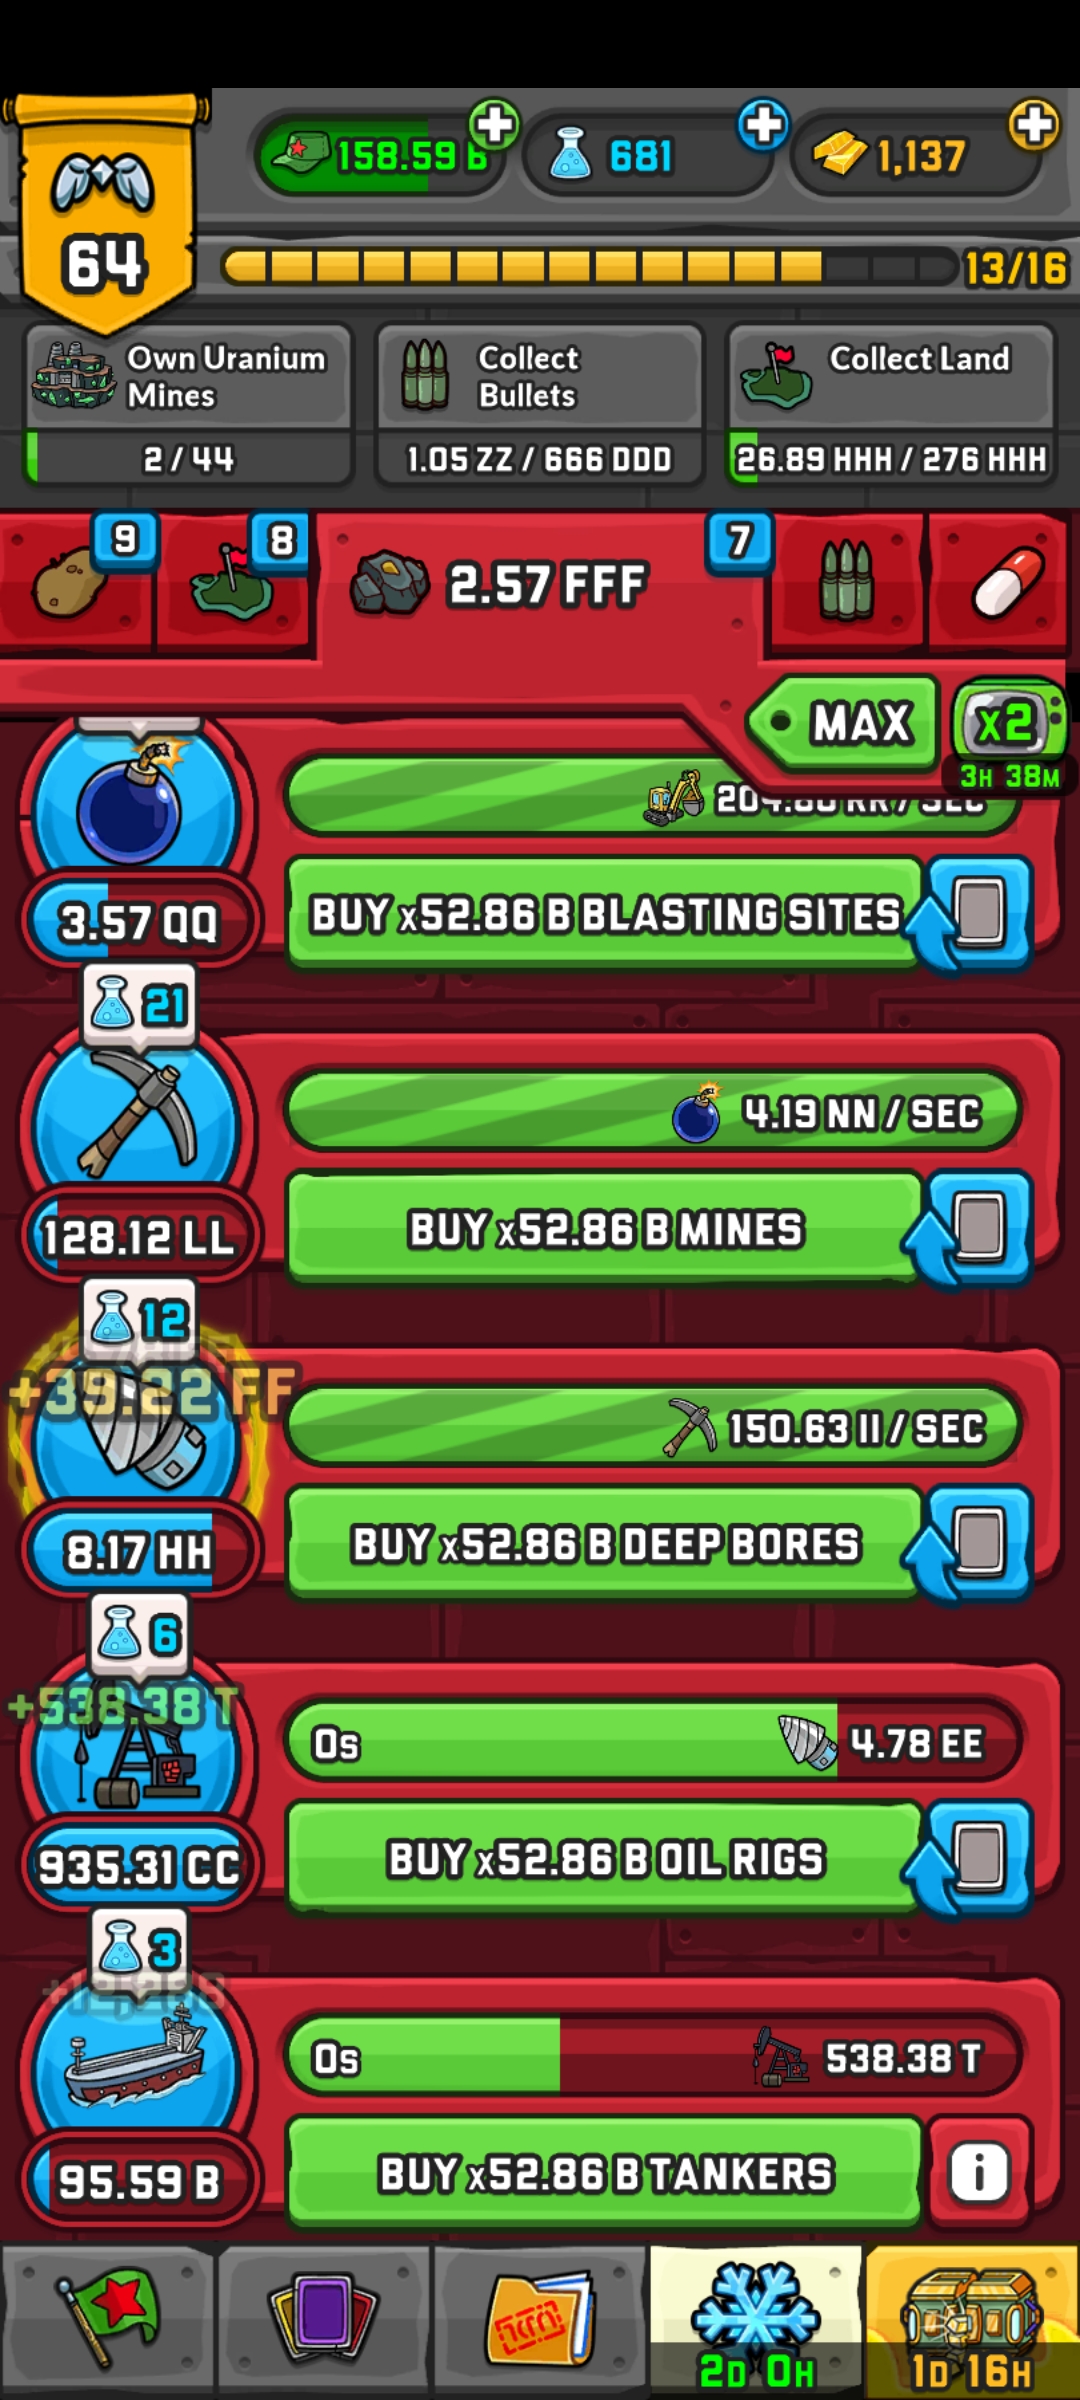 158.59 B
681
1,137
64
13/16
Own Uranium
Mines
2 / 44
Collect
Bullets
1.05 ZZ / 666 DDD
Collect Land
26.89 HHH / 276 HHH
9
8
2.57 FFF
7
MAX
x2
3H 38M
BUY x52.86 B BLASTING SITES
3.57 QQ
21
4.19 NN / SEC
BUY x52.86 B MINES
128.12 LL
12
+39.22 FF
150.63 II / SEC
BUY x52.86 B DEEP BORES
8.17 HH
6
+538.38 T
0s
4.78 EE
BUY x52.86 B OIL RIGS
935.31 CC
3
0s
538.38 T
BUY x52.86 B TANKERS
95.59 B
i
2D 0H
1D 16H